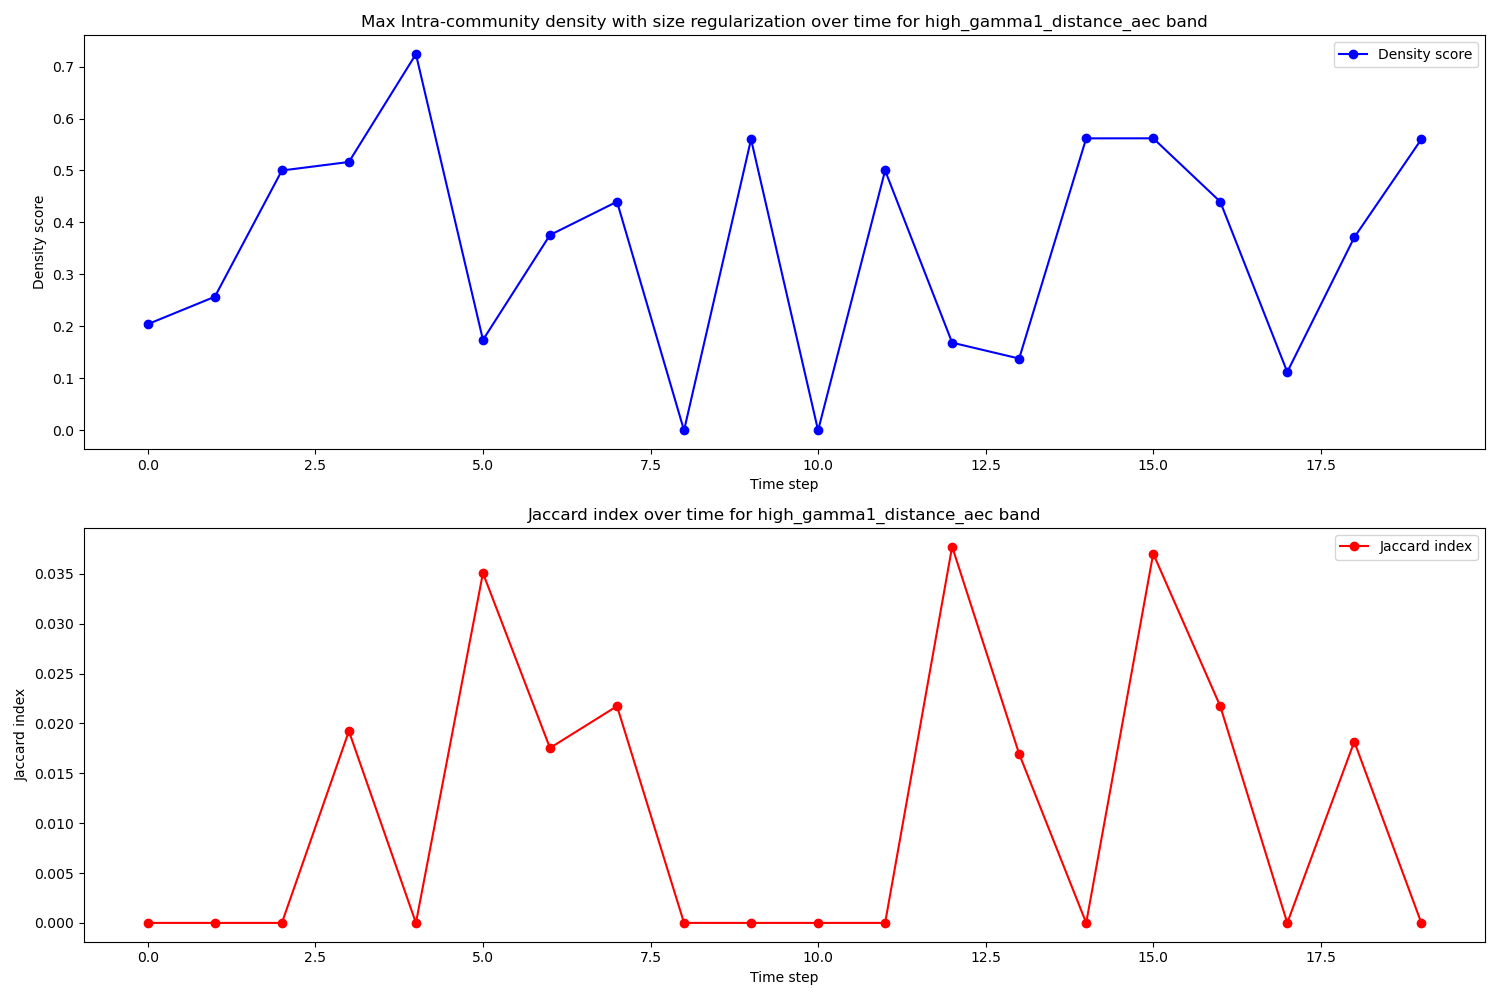 Max Intra-community density with size regularization over time for high_gamma1_distance_aec band
Density score
0.7
0.6
0.5
0.4
0.3
0.2
0.1
0.0
Density score
0.0 2.5 5.0 7.5 10.0 12.5 15.0 17.5
Time step
Jaccard index over time for high_gamma1_distance_aec band
Jaccard index
0.035
0.030
0.025
0.020
0.015
0.010
0.005
0.000
Jaccard index
0.0 2.5 5.0 7.5 10.0 12.5 15.0 17.5
Time step